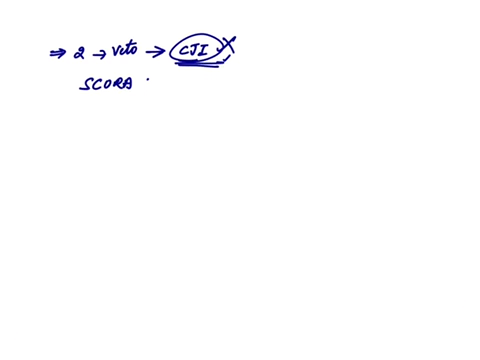 ⇒ 2 → Veto → CJI
SCORA